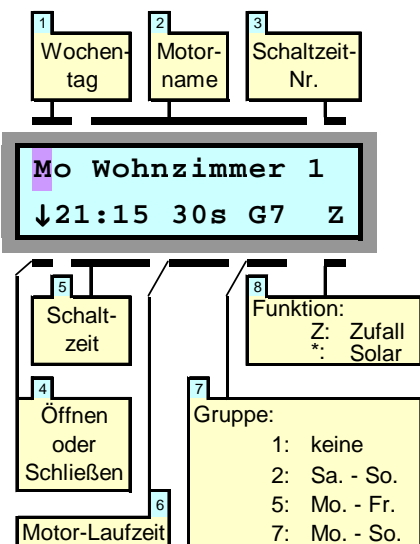 1
Wochen-
tag
2
Motor-
name
3
Schaltzeit-
Nr.
Mo Wohnzimmer 1
↓21:15 30s G7 Z
5
Schalt-
zeit
8
Funktion:
Z: Zufall
*: Solar
4
Öffnen
oder
Schließen
7
Gruppe:
1: keine
2: Sa. - So.
5: Mo. - Fr.
7: Mo. - So.
6
Motor-Laufzeit